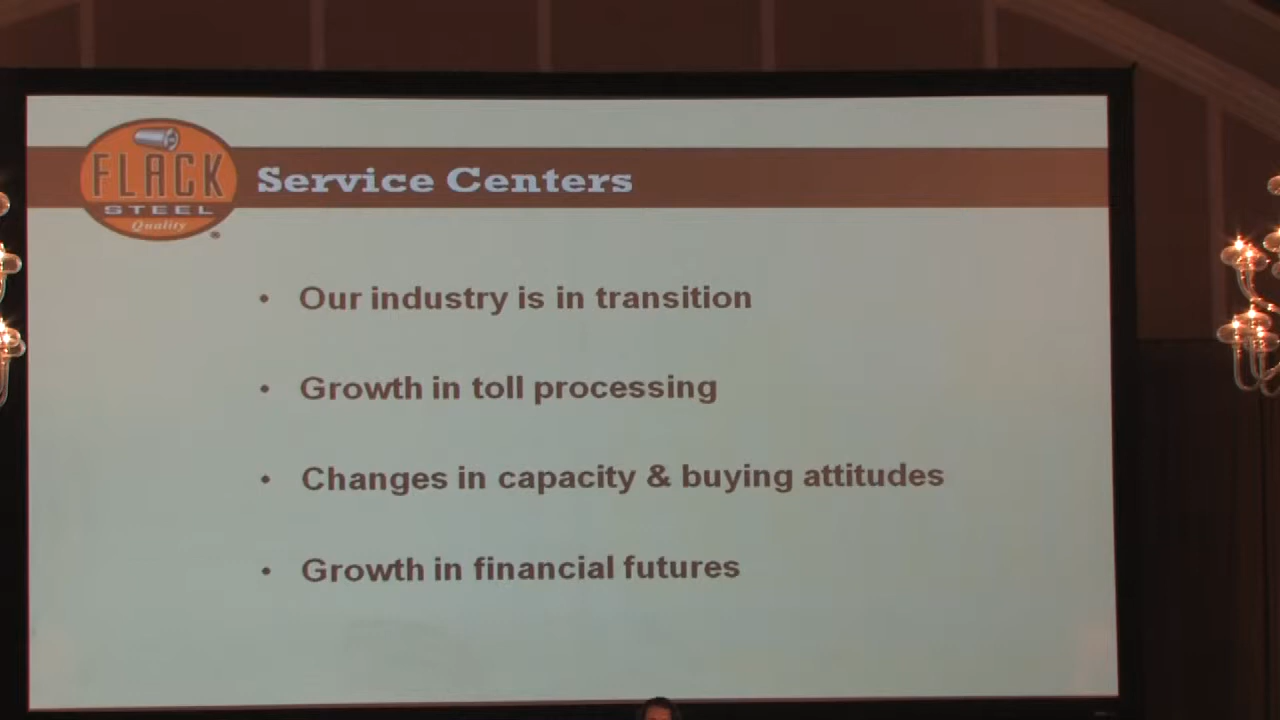 FLACK
STEEL
Quality
®
Service Centers
• Our industry is in transition
• Growth in toll processing
• Changes in capacity & buying attitudes
• Growth in financial futures